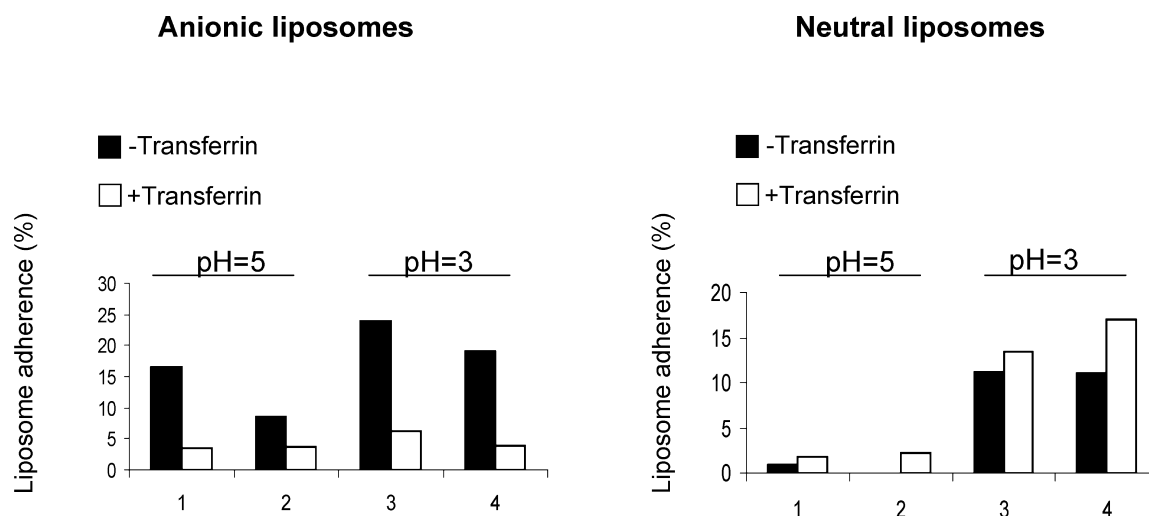 Anionic liposomes
-Transferrin
+Transferrin
Liposome adherence (%)
pH=5
pH=3
30
25
20
15
10
5
0
1
2
3
4
Neutral liposomes
-Transferrin
+Transferrin
Liposome adherence (%)
pH=5
pH=3
20
15
10
5
0
1
2
3
4